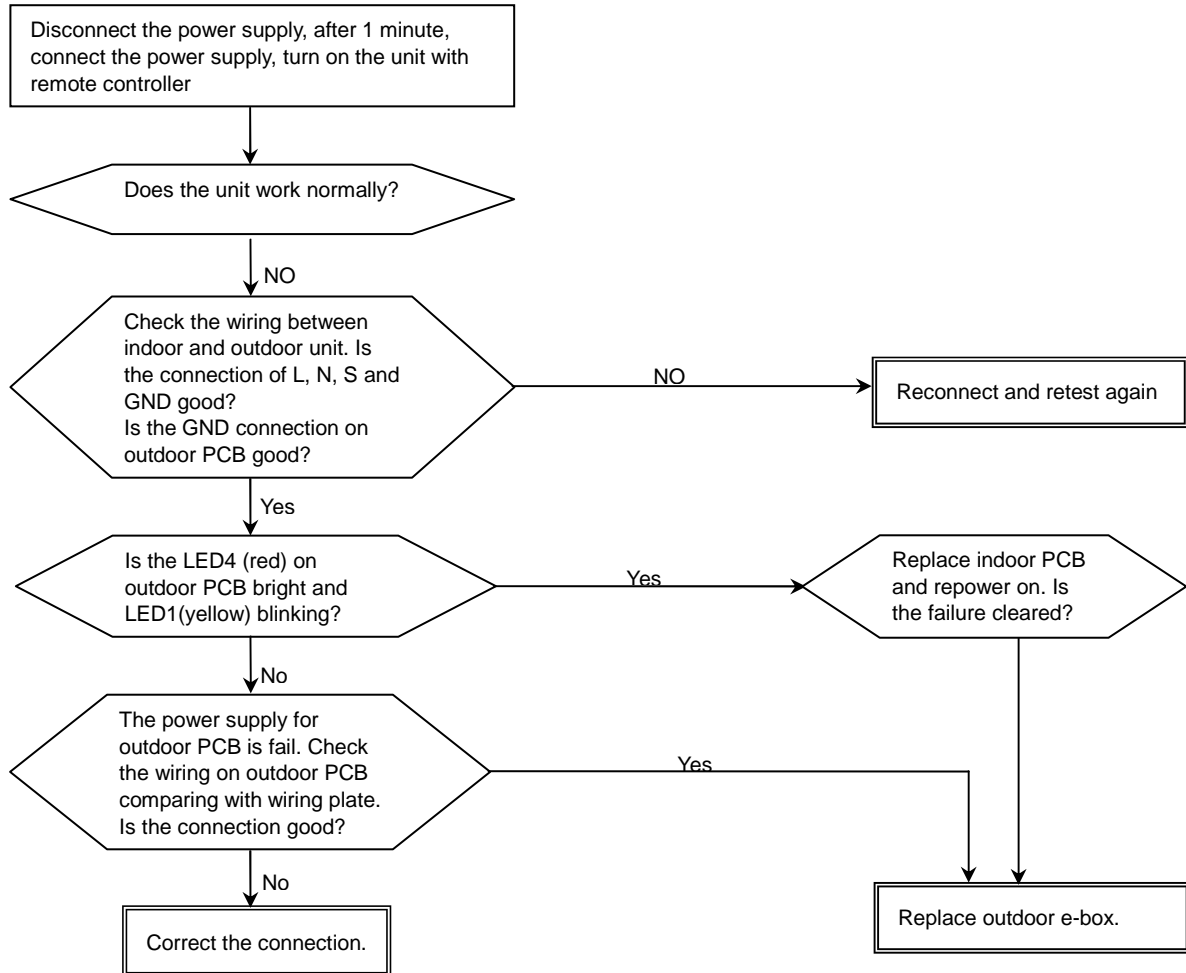 Disconnect the power supply, after 1 minute,
connect the power supply, turn on the unit with
remote controller
Does the unit work normally?
NO
Check the wiring between
indoor and outdoor unit. Is
the connection of L, N, S and
GND good?
Is the GND connection on
outdoor PCB good?
NO
Reconnect and retest again
Yes
Is the LED4 (red) on
outdoor PCB bright and
LED1(yellow) blinking?
Yes
Replace indoor PCB
and repower on. Is
the failure cleared?
No
The power supply for
outdoor PCB is fail. Check
the wiring on outdoor PCB
comparing with wiring plate.
Is the connection good?
Yes
No
Correct the connection.
Replace outdoor e-box.